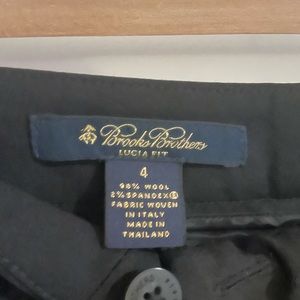 Brooks Brothers
LUCIA FIT
4
98% WOOL
2% SPANDEX
FABRIC WOVEN
IN ITALY
MADE IN
THAILAND